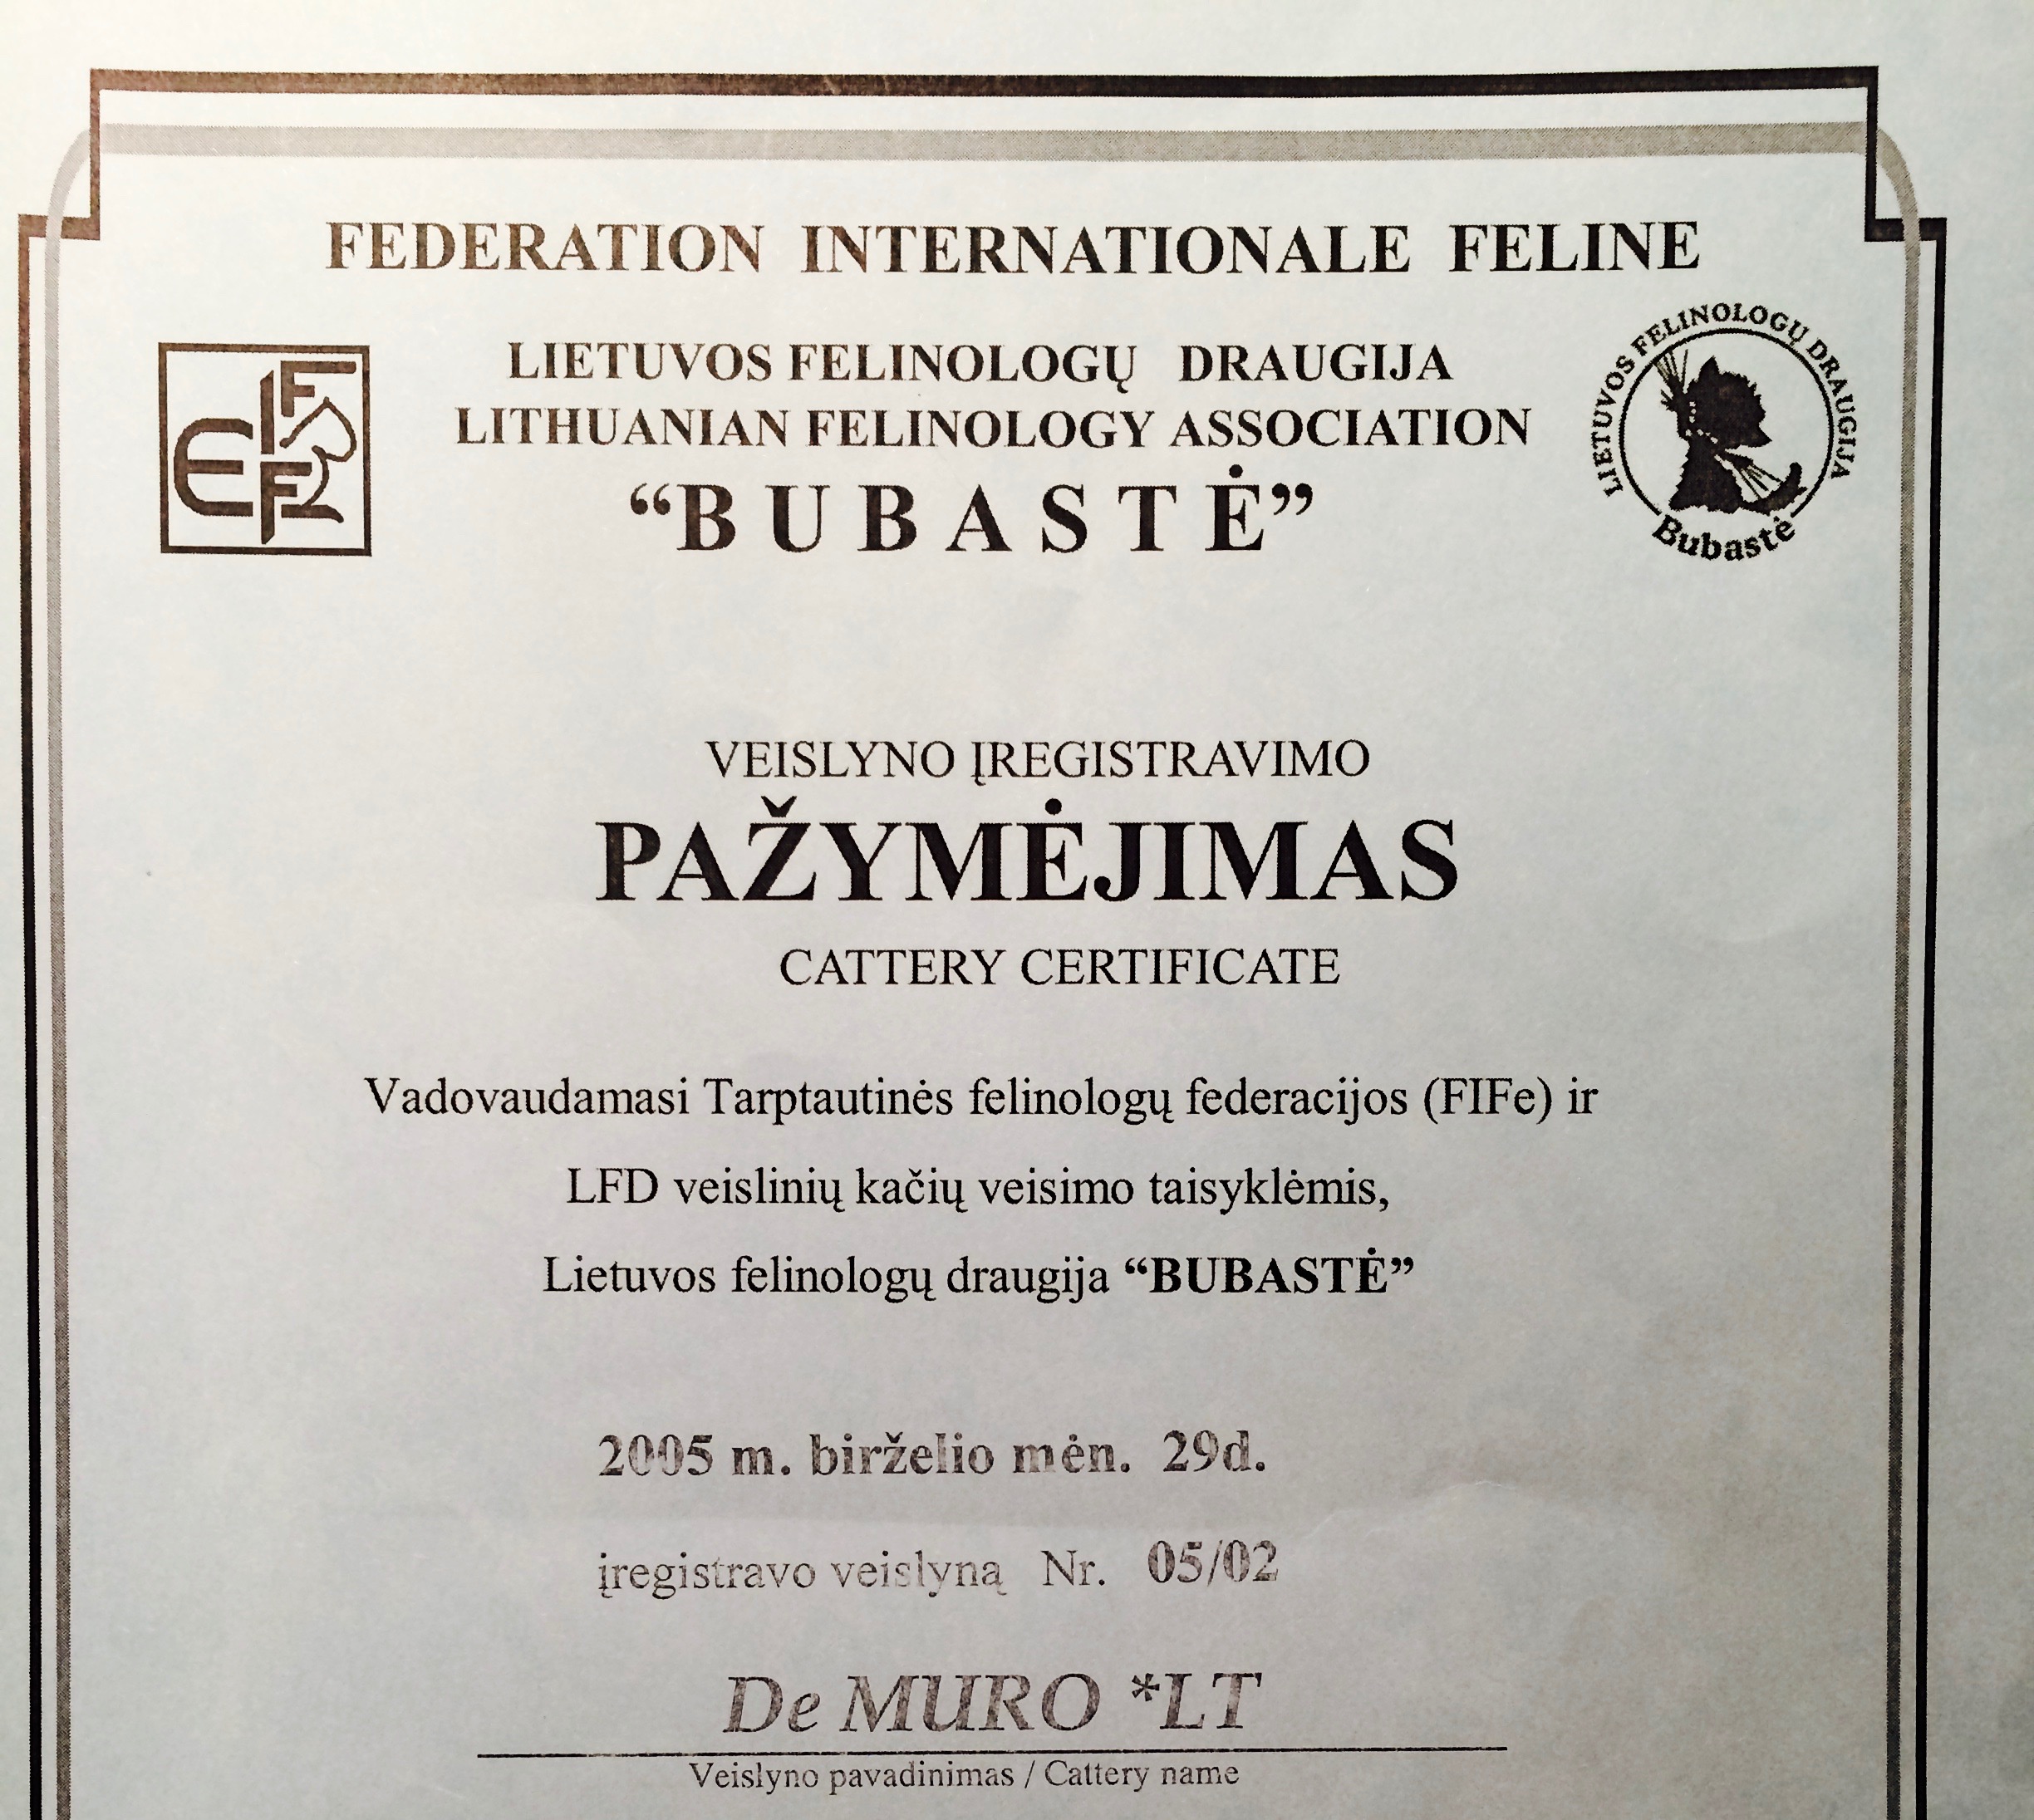 FEDERATION INTERNATIONALE FELINE
FIFE
LIETUVOS FELINOLOGŲ DRAUGIJA
LITHUANIAN FELINOLOGY ASSOCIATION
“BUBASTĖ”
LIETUVOS FELINOLOGŲ DRAUGIJA
Bubastė
VEISLYNO ĮREGISTRAVIMO
PAŽYMĖJIMAS
CATTERY CERTIFICATE
Vadovaudamasi Tarptautinės felinologų federacijos (FIFe) ir
LFD veislinių kačių veisimo taisyklėmis,
Lietuvos felinologų draugija “BUBASTĖ”
2005 m. birželio mėn. 29d.
įregistravo veislyną Nr. 05/02
De MURO *LT
Veislyno pavadinimas / Cattery name